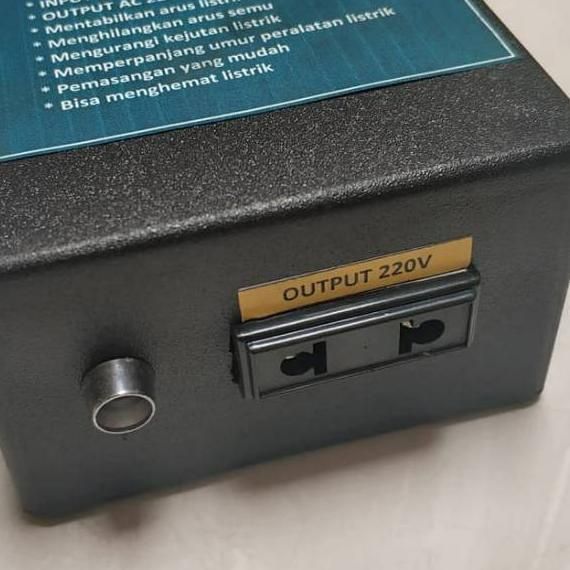 * OUTPUT AC
* Mentabilkan arus
* Menghilangkan arus semu
* Mengurangi kejutan listrik
* Memperpanjang umur peralatan listrik
* Pemasangan yang mudah
* Bisa menghemat listrik
OUTPUT 220V